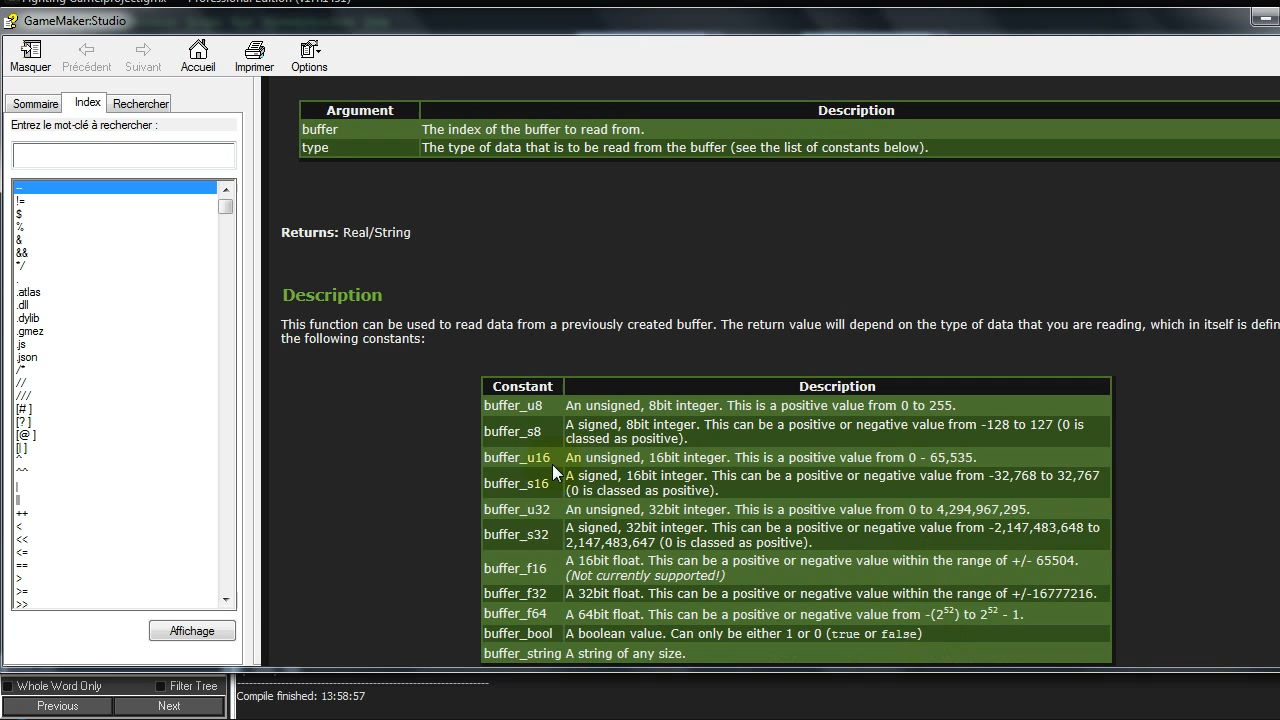 GameMaker:Studio
Masquer
Précédent
Suivant
Accueil
Imprimer
Options
Sommaire
Index
Rechercher
Entrez le mot-clé à rechercher :
--
!=
$
%
&
&&
*/
.
.atlas
.dll
.dylib
.gmez
.js
.json
/*
//
///
[# ]
[? ]
[@ ]
[| ]
^
^^
|
||
++
<
<<
<=
==
>
>=
>>
Affichage
Argument Description
buffer The index of the buffer to read from.
type The type of data that is to be read from the buffer (see the list of constants below).
Returns: Real/String
Description
This function can be used to read data from a previously created buffer. The return value will depend on the type of data that you are reading, which in itself is defin
the following constants:
Constant Description
buffer_u8 An unsigned, 8bit integer. This is a positive value from 0 to 255.
buffer_s8 A signed, 8bit integer. This can be a positive or negative value from -128 to 127 (0 is
classed as positive).
buffer_u16 An unsigned, 16bit integer. This is a positive value from 0 - 65,535.
buffer_s16 A signed, 16bit integer. This can be a positive or negative value from -32,768 to 32,767
(0 is classed as positive).
buffer_u32 An unsigned, 32bit integer. This is a positive value from 0 to 4,294,967,295.
buffer_s32 A signed, 32bit integer. This can be a positive or negative value from -2,147,483,648 to
2,147,483,647 (0 is classed as positive).
buffer_f16 A 16bit float. This can be a positive or negative value within the range of +/- 65504.
(Not currently supported!)
buffer_f32 A 32bit float. This can be a positive or negative value within the range of +/-16777216.
buffer_f64 A 64bit float. This can be a positive or negative value from -(2⁵²) to 2⁵² - 1.
buffer_bool A boolean value. Can only be either 1 or 0 (true or false)
buffer_string A string of any size.
Whole Word Only
Filter Tree
Previous
Next
Compile finished: 13:58:57